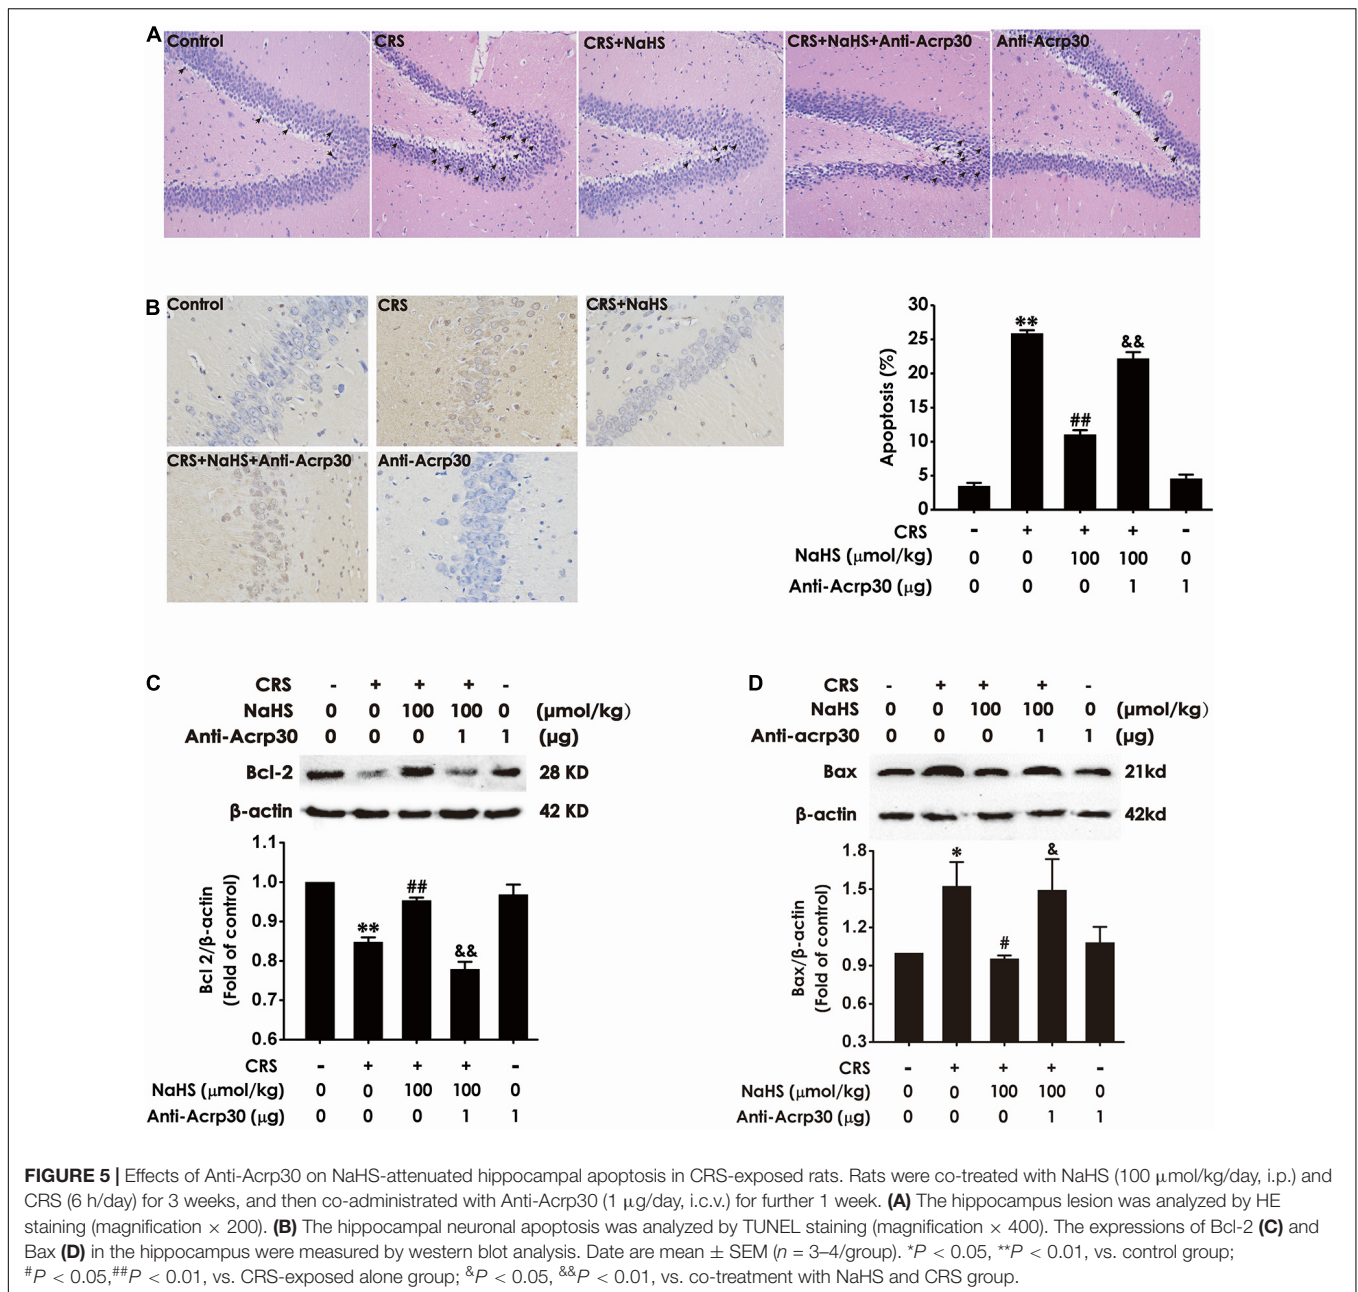 A
Control
CRS
CRS+NaHS
CRS+NaHS+Anti-Acrp30
Anti-Acrp30
B
Control
CRS
CRS+NaHS
CRS+NaHS+Anti-Acrp30
Anti-Acrp30
Apoptosis (%)
30
25
20
15
10
5
0
**
##
&&
CRS - + + + -
NaHS (μmol/kg) 0 0 100 100 0
Anti-Acrp30 (μg) 0 0 0 1 1
C
CRS - + + + -
NaHS 0 0 100 100 0 (μmol/kg)
Anti-Acrp30 0 0 0 1 1 (μg)
Bcl-2 28 KD
β-actin 42 KD
Bcl 2/β-actin
(Fold of control)
1.1
1.0
0.9
0.8
0.7
0.6
**
##
&&
CRS - + + + -
NaHS (μmol/kg) 0 0 100 100 0
Anti-Acrp30 (μg) 0 0 0 1 1
D
CRS - + + + -
NaHS 0 0 100 100 0 (μmol/kg)
Anti-acrp30 0 0 0 1 1 (μg)
Bax 21kd
β-actin 42kd
Bax/β-actin
(Fold of control)
1.8
1.5
1.2
0.9
0.6
0.3
*
#
&
CRS - + + + -
NaHS (μmol/kg) 0 0 100 100 0
Anti-Acrp30 (μg) 0 0 0 1 1
FIGURE 5 | Effects of Anti-Acrp30 on NaHS-attenuated hippocampal apoptosis in CRS-exposed rats. Rats were co-treated with NaHS (100 μmol/kg/day, i.p.) and
CRS (6 h/day) for 3 weeks, and then co-administrated with Anti-Acrp30 (1 μg/day, i.c.v.) for further 1 week. (A) The hippocampus lesion was analyzed by HE
staining (magnification × 200). (B) The hippocampal neuronal apoptosis was analyzed by TUNEL staining (magnification × 400). The expressions of Bcl-2 (C) and
Bax (D) in the hippocampus were measured by western blot analysis. Date are mean ± SEM (n = 3–4/group). *P < 0.05, **P < 0.01, vs. control group;
#P < 0.05,##P < 0.01, vs. CRS-exposed alone group; &P < 0.05, &&P < 0.01, vs. co-treatment with NaHS and CRS group.